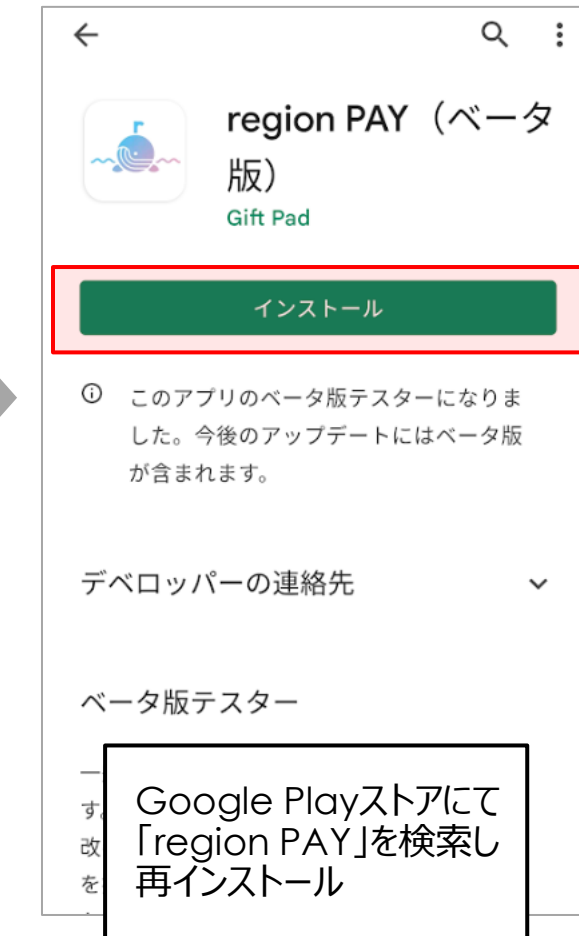 region PAY（ベータ
版）
Gift Pad
インストール
このアプリのベータ版テスターになりま
した。今後のアップデートにはベータ版
が含まれます。
デベロッパーの連絡先
ベータ版テスター
Google Playストアにて
「region PAY」を検索し
再インストール
す。
改
を